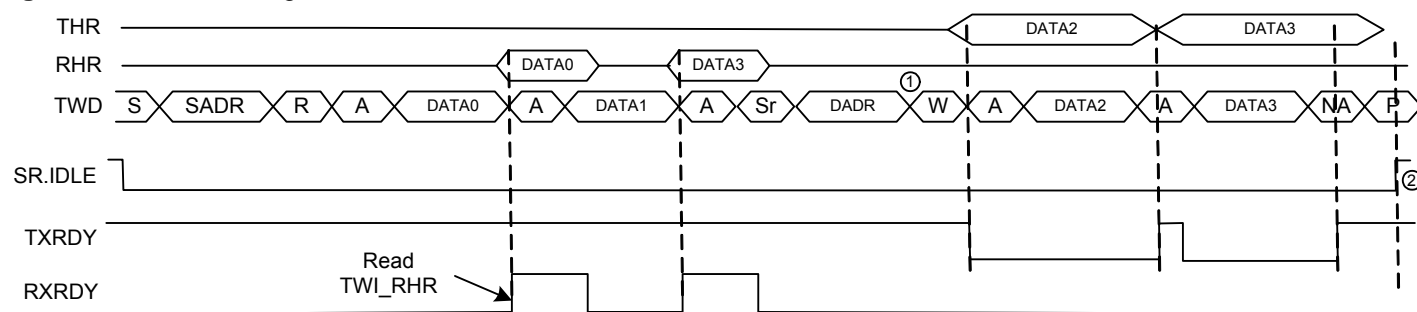 THR DATA2 DATA3
RHR DATA0 DATA3
①
TWD S SADR R A DATA0 A DATA1 A Sr DADR W A DATA2 A DATA3 NA P
SR.IDLE ②
TXRDY
Read
TWI_RHR
RXRDY